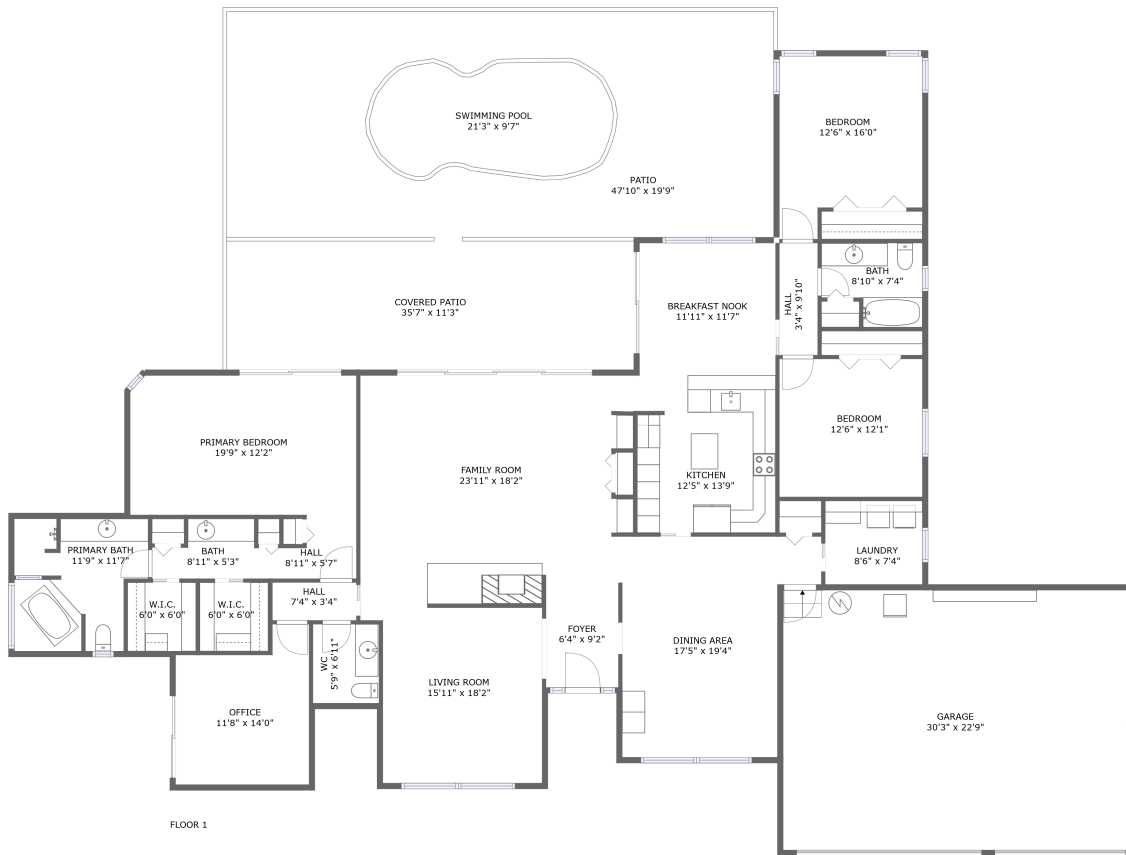 SWIMMING POOL
21'3" x 9'7"
PATIO
47'10" x 19'9"
BEDROOM
12'6" x 16'0"
COVERED PATIO
35'7" x 11'3"
BREAKFAST NOOK
11'11" x 11'7"
HALL
3'4" x 9'10"
BATH
8'10" x 7'4"
PRIMARY BEDROOM
19'9" x 12'2"
FAMILY ROOM
23'11" x 18'2"
KITCHEN
12'5" x 13'9"
BEDROOM
12'6" x 12'1"
PRIMARY BATH
11'9" x 11'7"
BATH
8'11" x 5'3"
HALL
8'11" x 5'7"
LAUNDRY
8'6" x 7'4"
W.I.C.
6'0" x 6'0"
W.I.C.
6'0" x 6'0"
HALL
7'4" x 3'4"
WC
5'9" x 6'11"
FOYER
6'4" x 9'2"
DINING AREA
17'5" x 19'4"
LIVING ROOM
15'11" x 18'2"
OFFICE
11'8" x 14'0"
GARAGE
30'3" x 22'9"
FLOOR 1